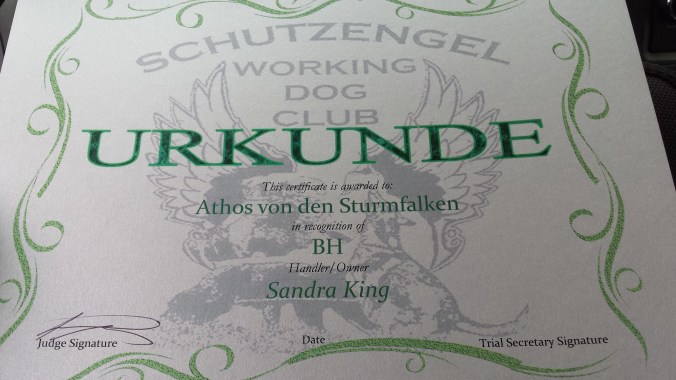 SCHUTZENGEL
WORKING
DOG
CLUB
URKUNDE
This certificate is awarded to:
Athos von den Sturmfalken
in recognition of
BH
Handler/Owner
Sandra King
Judge Signature
Date
Trial Secretary Signature